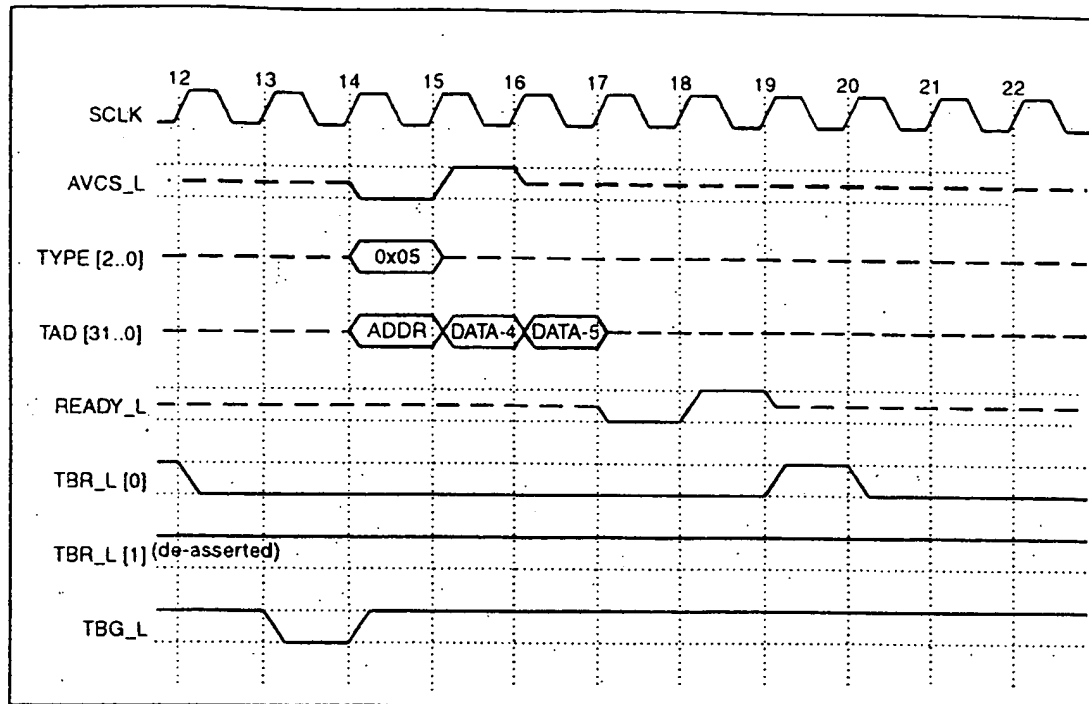 12 13 14 15 16 17 18 19 20 21 22
SCLK
AVCS_L
TYPE [2..0] 0x05
TAD [31..0] ADDR DATA-4 DATA-5
READY_L
TBR_L [0]
TBR_L [1] (de-asserted)
TBG_L